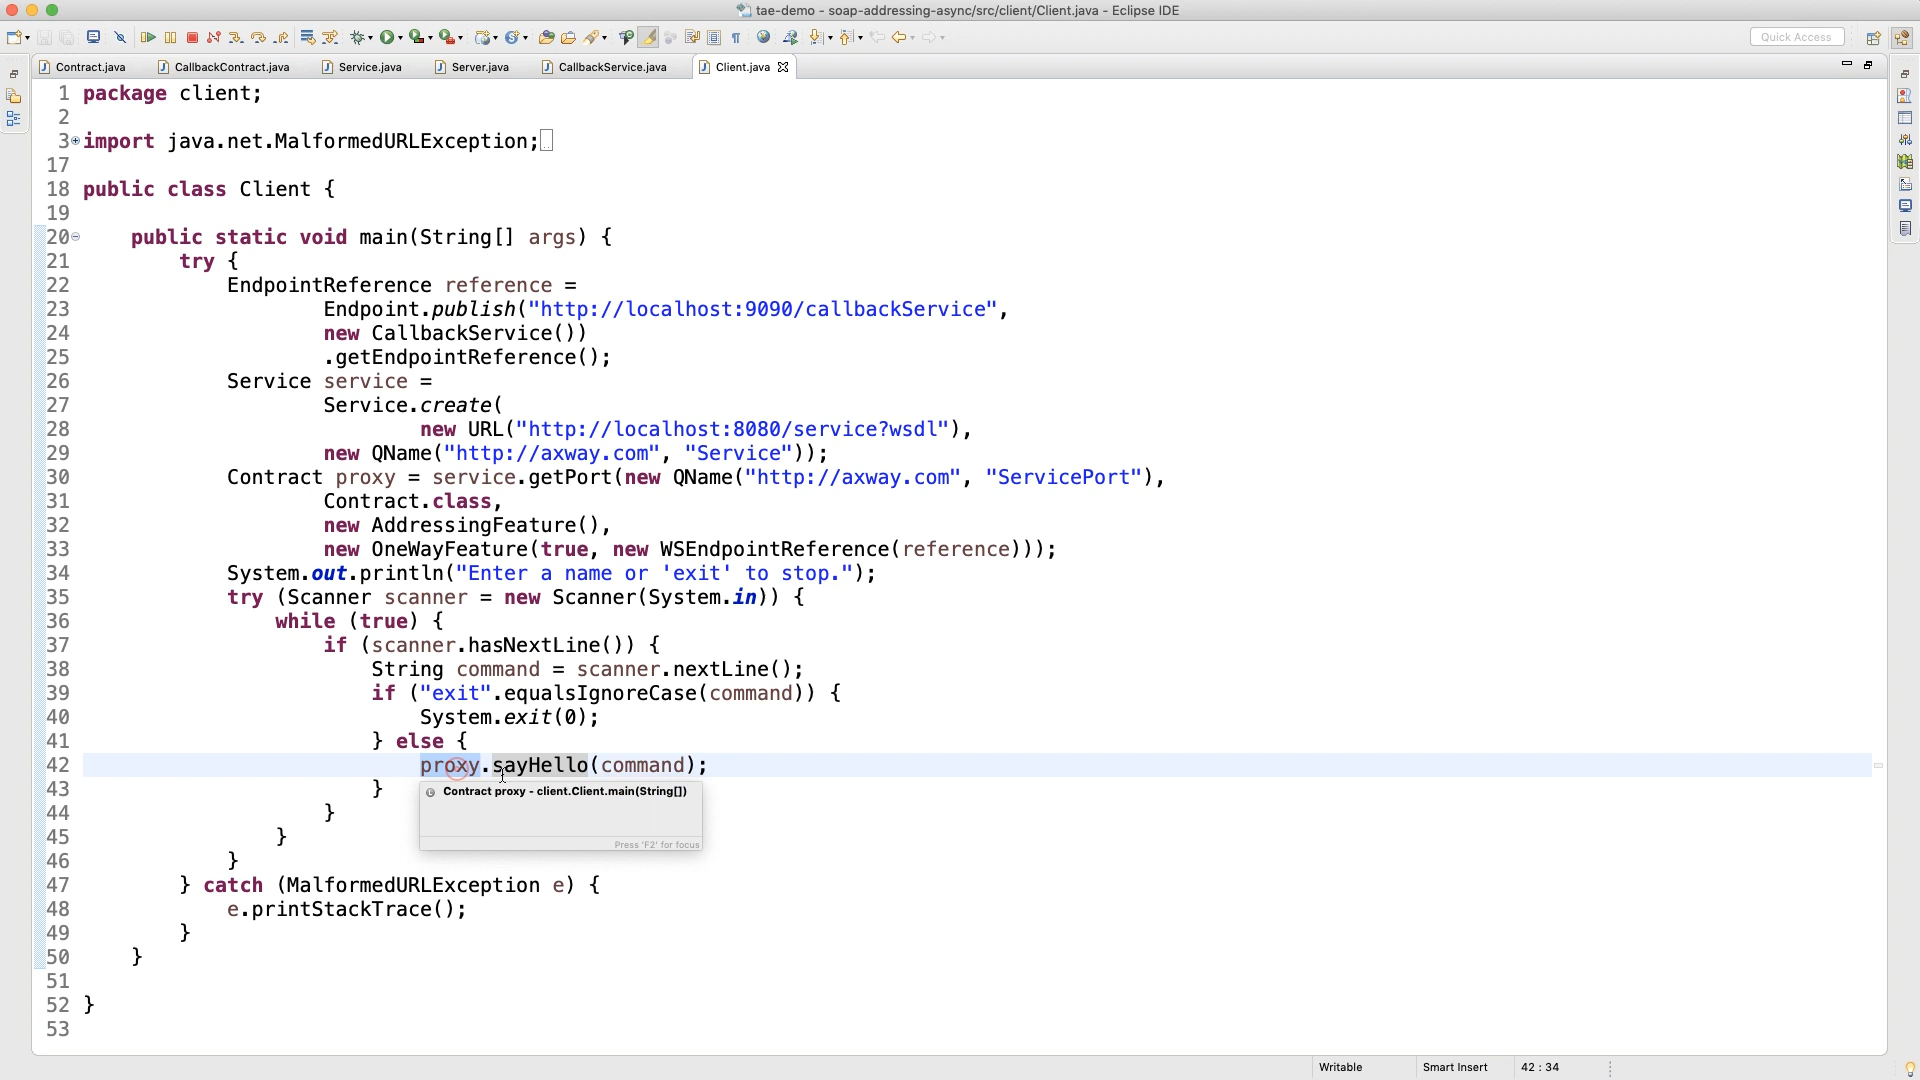 tae-demo - soap-addressing-async/src/client/Client.java - Eclipse IDE
Quick Access
Contract.java CallbackContract.java Service.java Server.java CallbackService.java Client.java
1 package client;
2
3 import java.net.MalformedURLException;
17
18 public class Client {
19
20 public static void main(String[] args) {
21 try {
22 EndpointReference reference =
23 Endpoint.publish("http://localhost:9090/callbackService",
24 new CallbackService())
25 .getEndpointReference();
26 Service service =
27 Service.create(
28 new URL("http://localhost:8080/service?wsdl"),
29 new QName("http://axway.com", "Service"));
30 Contract proxy = service.getPort(new QName("http://axway.com", "ServicePort"),
31 Contract.class,
32 new AddressingFeature(),
33 new OneWayFeature(true, new WSEndpointReference(reference)));
34 System.out.println("Enter a name or 'exit' to stop.");
35 try (Scanner scanner = new Scanner(System.in)) {
36 while (true) {
37 if (scanner.hasNextLine()) {
38 String command = scanner.nextLine();
39 if ("exit".equalsIgnoreCase(command)) {
40 System.exit(0);
41 } else {
42 proxy.sayHello(command);
43 }
Contract proxy - client.Client.main(String[])
44 }
45 }
Press 'F2' for focus
46 }
47 } catch (MalformedURLException e) {
48 e.printStackTrace();
49 }
50 }
51
52 }
53
Writable Smart Insert 42 : 34